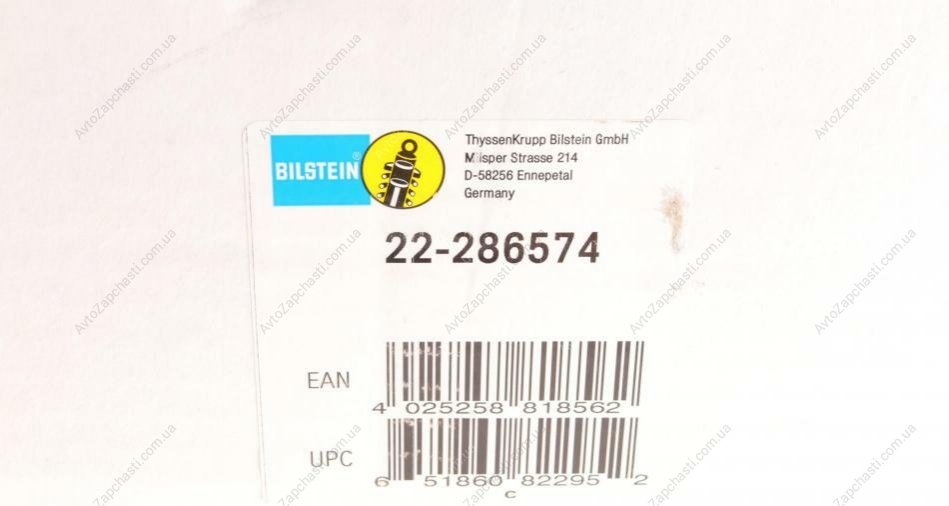 BILSTEIN®
ThyssenKrupp Bilstein GmbH
Milsper Strasse 214
D-58256 Ennepetal
Germany
22-286574
EAN
4 025258 818562
UPC
6 51860 82295 2
c
AvtoZapchasti.com.ua